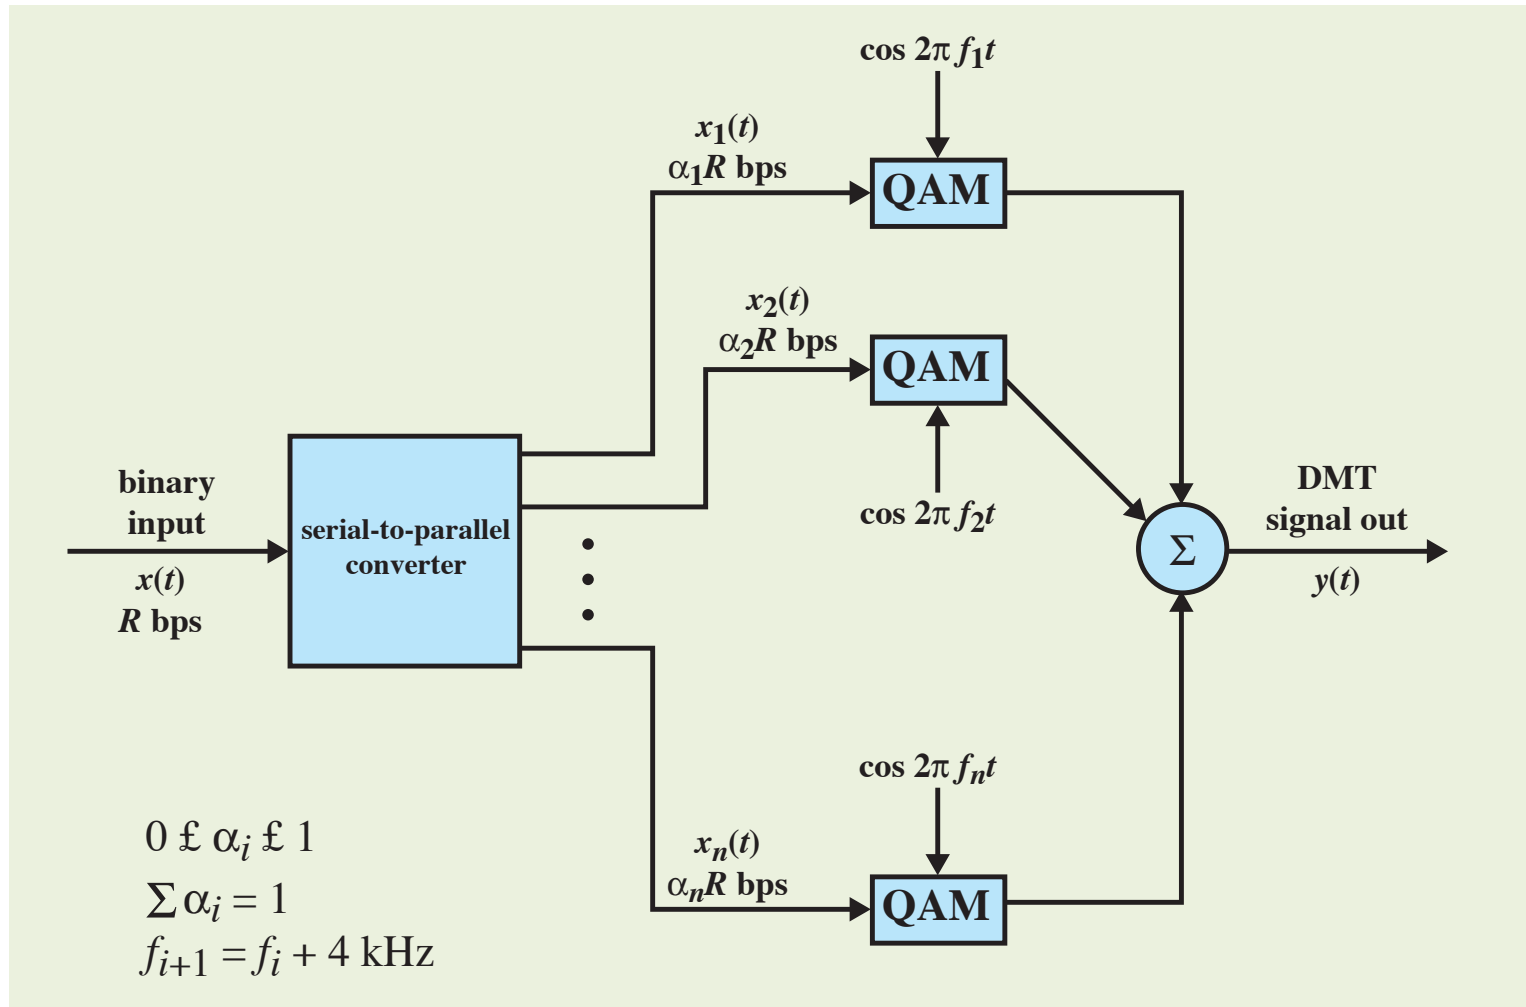 cos 2π f₁t
x₁(t)
α₁R bps
QAM
x₂(t)
α₂R bps
QAM
cos 2π f₂t
binary
input
x(t)
R bps
serial-to-parallel
converter
Σ
DMT
signal out
y(t)
cos 2π fₙt
xₙ(t)
αₙR bps
QAM
0 £ αᵢ £ 1
Σ αᵢ = 1
fᵢ₊₁ = fᵢ + 4 kHz